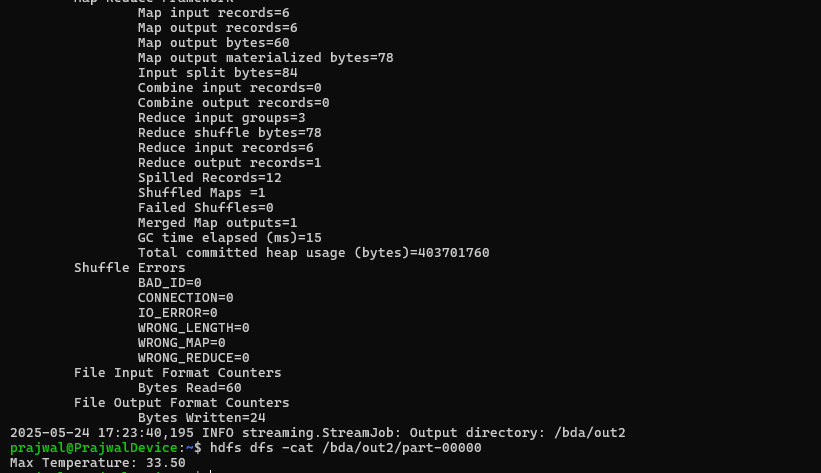 Map-Reduce Framework
Map input records=6
Map output records=6
Map output bytes=60
Map output materialized bytes=78
Input split bytes=84
Combine input records=0
Combine output records=0
Reduce input groups=3
Reduce shuffle bytes=78
Reduce input records=6
Reduce output records=1
Spilled Records=12
Shuffled Maps =1
Failed Shuffles=0
Merged Map outputs=1
GC time elapsed (ms)=15
Total committed heap usage (bytes)=403701760
Shuffle Errors
BAD_ID=0
CONNECTION=0
IO_ERROR=0
WRONG_LENGTH=0
WRONG_MAP=0
WRONG_REDUCE=0
File Input Format Counters
Bytes Read=60
File Output Format Counters
Bytes Written=24
2025-05-24 17:23:40,195 INFO streaming.StreamJob: Output directory: /bda/out2
prajwal@PrajwalDevice:~$ hdfs dfs -cat /bda/out2/part-00000
Max Temperature: 33.50